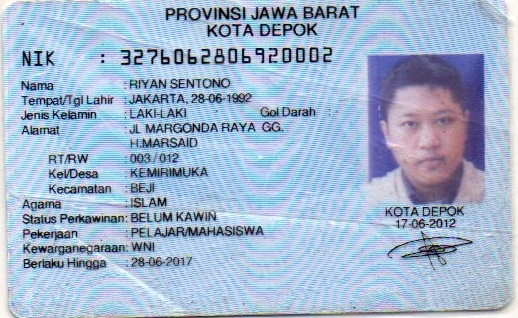 PROVINSI JAWA BARAT
KOTA DEPOK
NIK : 3276062806920002
Nama : RIYAN SENTONO
Tempat/Tgl Lahir : JAKARTA, 28-06-1992
Jenis Kelamin : LAKI-LAKI Gol Darah :
Alamat : JL MARGONDA RAYA GG.
H.MARSAID
RT/RW : 003 / 012
Kel/Desa : KEMIRIMUKA
Kecamatan : BEJI
Agama : ISLAM
Status Perkawinan: BELUM KAWIN
Pekerjaan : PELAJAR/MAHASISWA
Kewarganegaraan: WNI
Berlaku Hingga : 28-06-2017
KOTA DEPOK
17-06-2012